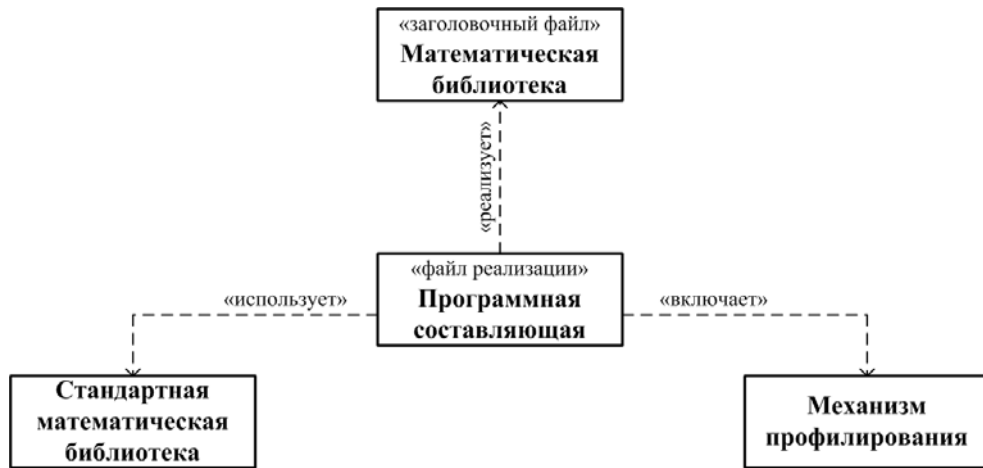 «заголовочный файл»
Математическая
библиотека
«реализует»
«файл реализации»
Программная
составляющая
«использует»
«включает»
Стандартная
математическая
библиотека
Механизм
профилирования